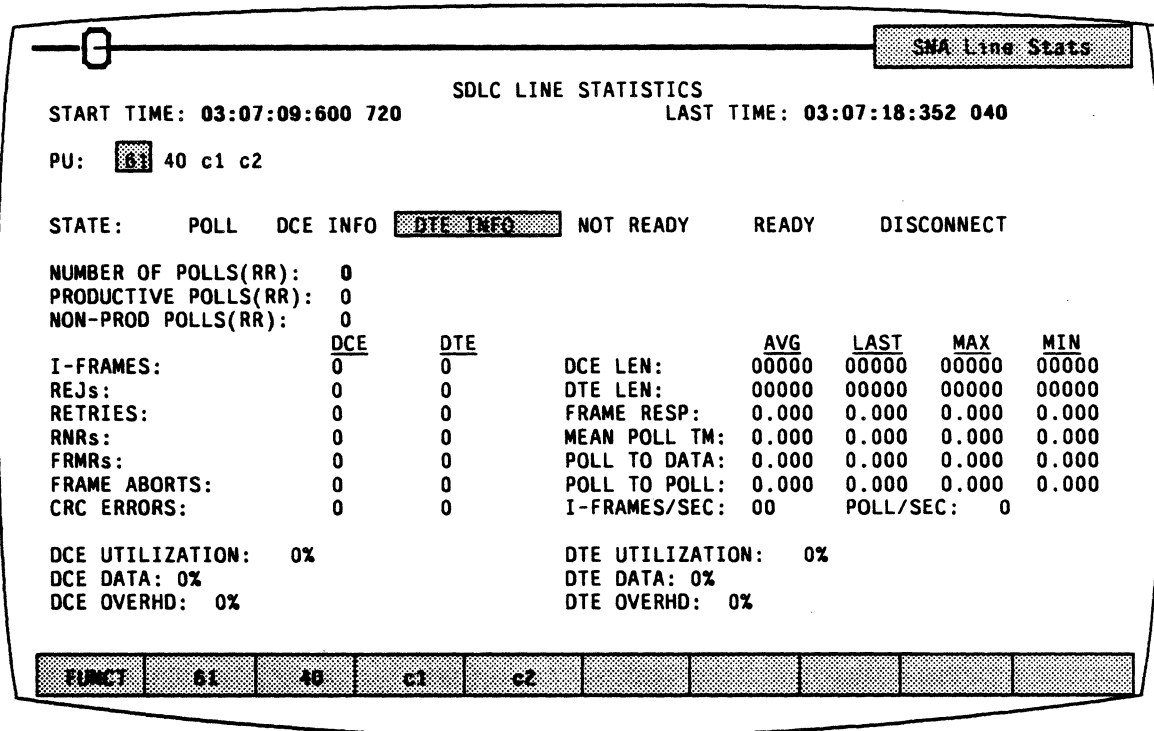 SNA Line Stats
SDLC LINE STATISTICS
START TIME: 03:07:09:600 720 LAST TIME: 03:07:18:352 040
PU: 61 40 c1 c2
STATE: POLL DCE INFO DTE INFO NOT READY READY DISCONNECT
NUMBER OF POLLS(RR): 0
PRODUCTIVE POLLS(RR): 0
NON-PROD POLLS(RR): 0
DCE DTE AVG LAST MAX MIN
I-FRAMES: 0 0 DCE LEN: 00000 00000 00000 00000
REJs: 0 0 DTE LEN: 00000 00000 00000 00000
RETRIES: 0 0 FRAME RESP: 0.000 0.000 0.000 0.000
RNRs: 0 0 MEAN POLL TM: 0.000 0.000 0.000 0.000
FRMRs: 0 0 POLL TO DATA: 0.000 0.000 0.000 0.000
FRAME ABORTS: 0 0 POLL TO POLL: 0.000 0.000 0.000 0.000
CRC ERRORS: 0 0 I-FRAMES/SEC: 00 POLL/SEC: 0
DCE UTILIZATION: 0% DTE UTILIZATION: 0%
DCE DATA: 0% DTE DATA: 0%
DCE OVERHD: 0% DTE OVERHD: 0%
FUNCT 61 40 c1 c2